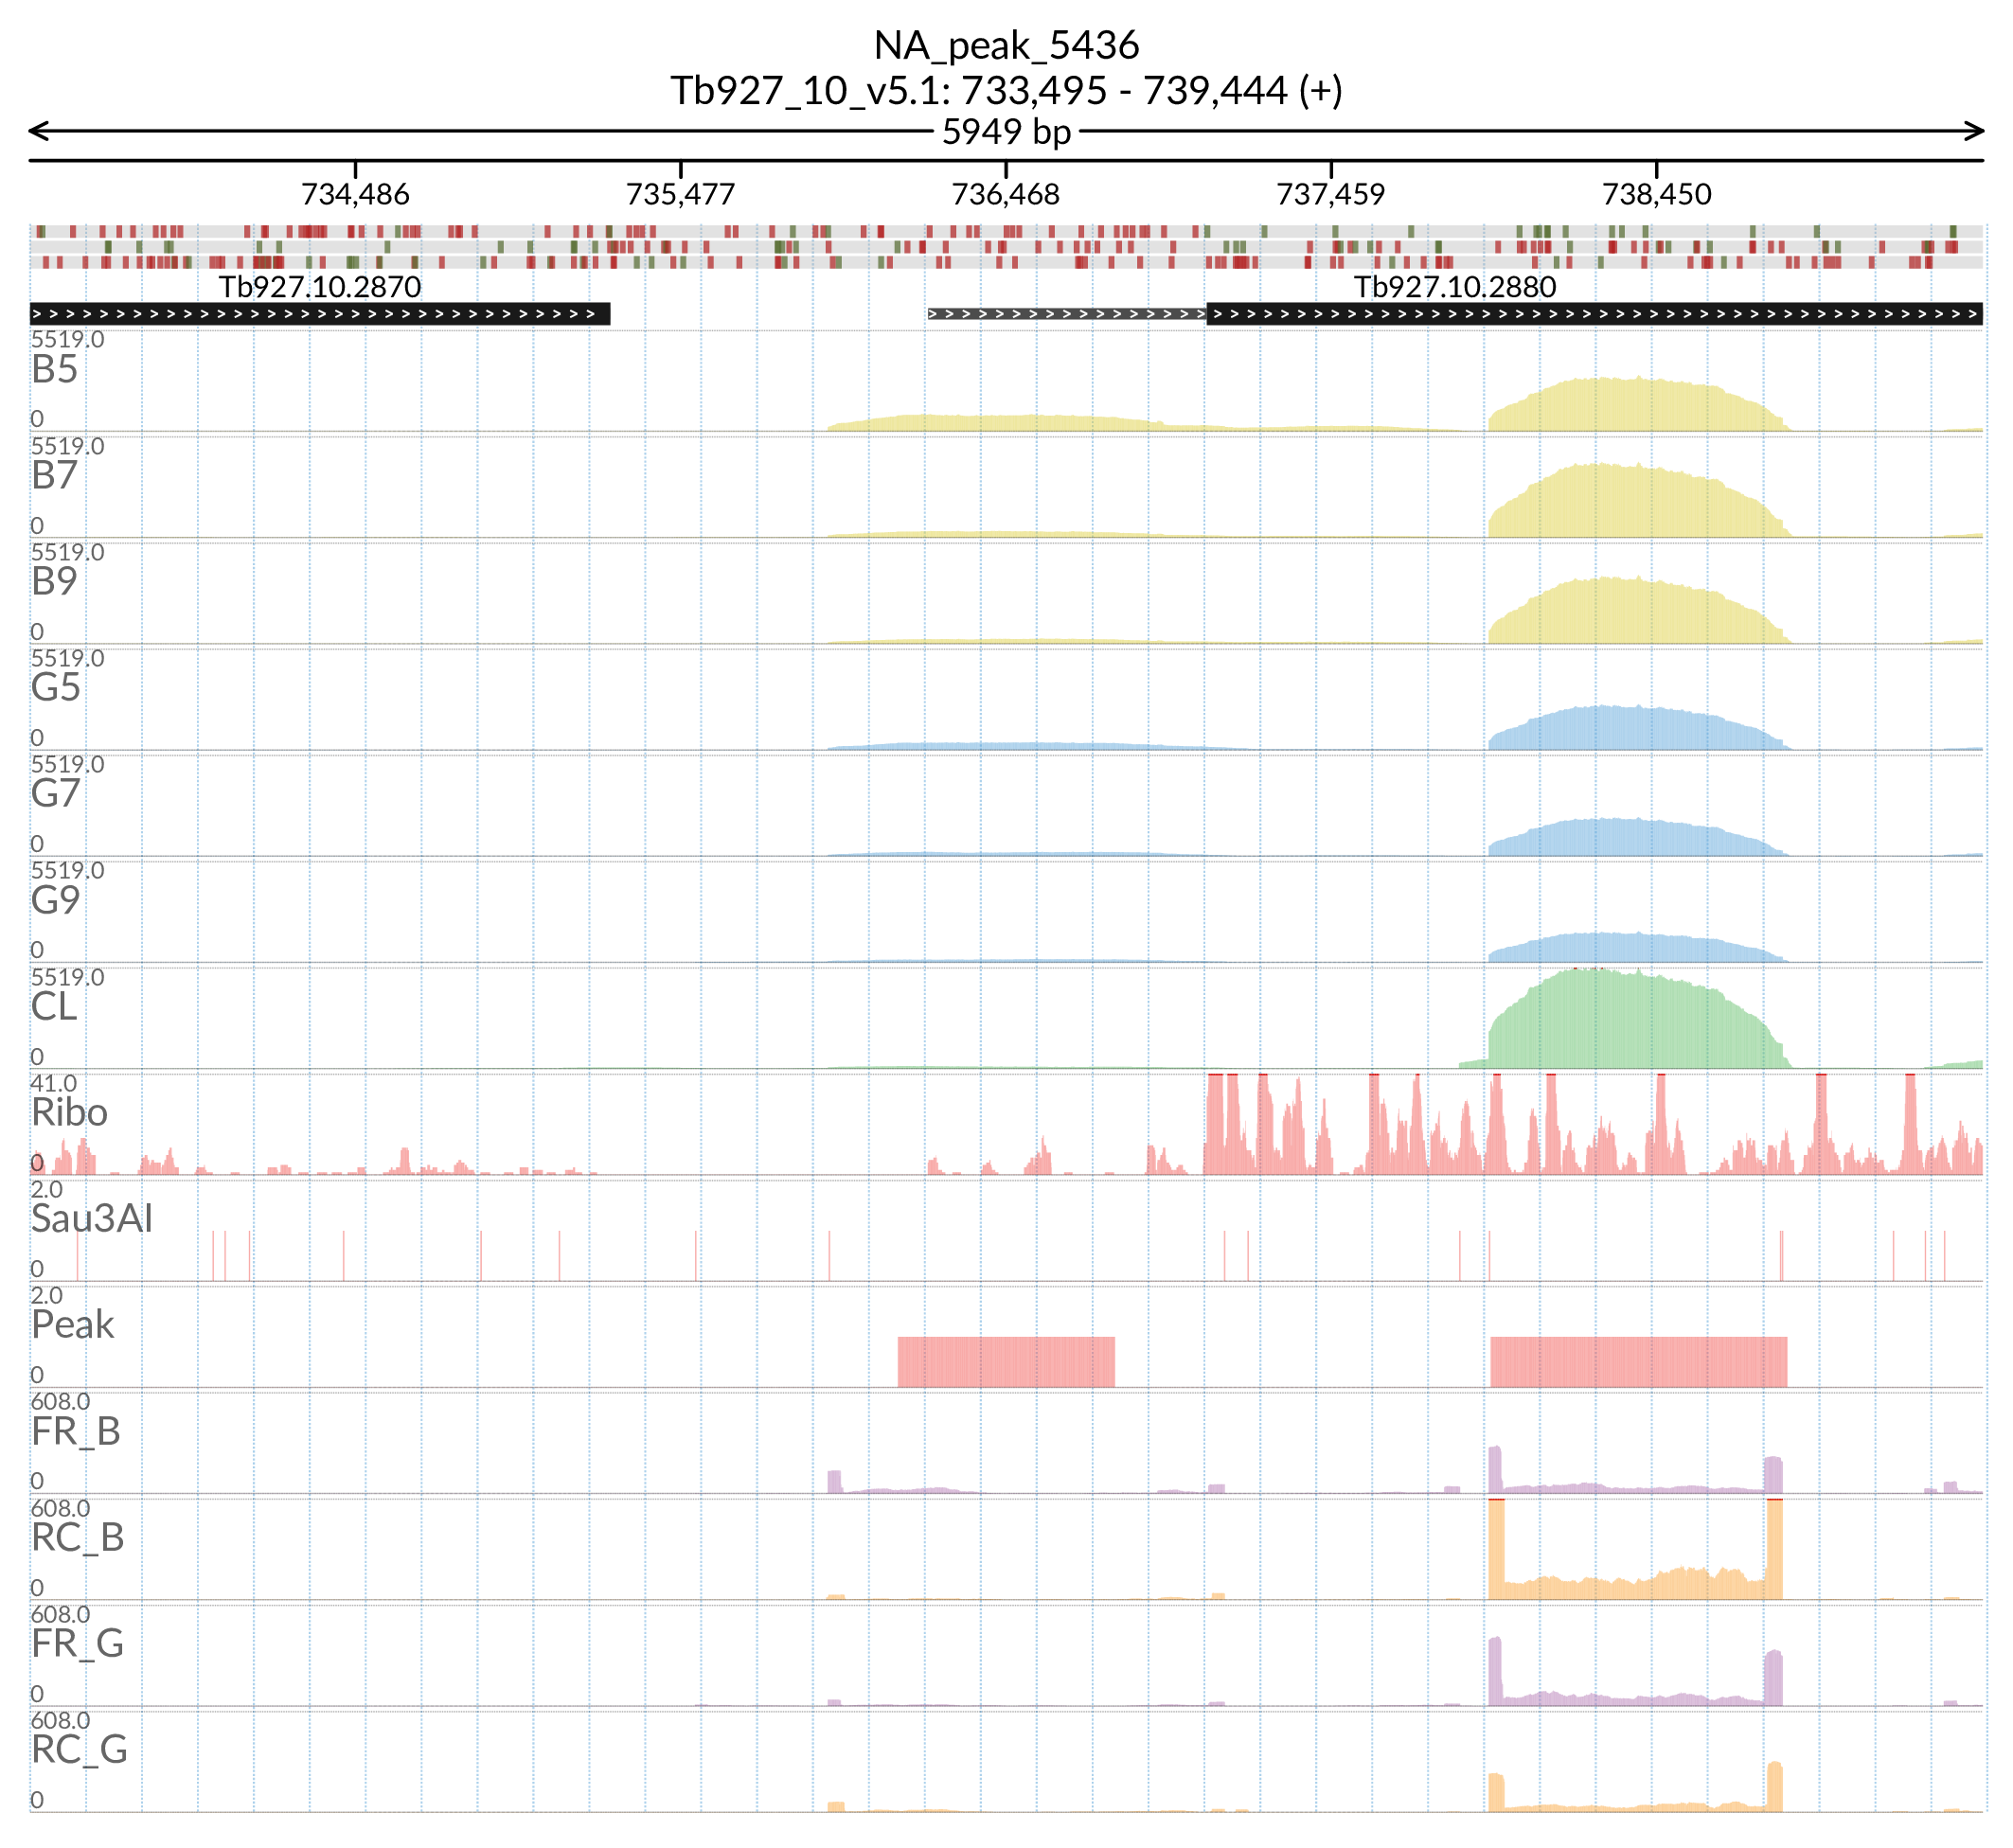 NA_peak_5436
Tb927_10_v5.1: 733,495 - 739,444 (+)
5949 bp
734,486 735,477 736,468 737,459 738,450
Tb927.10.2870 Tb927.10.2880
5519.0
B5
0
5519.0
B7
0
5519.0
B9
0
5519.0
G5
0
5519.0
G7
0
5519.0
G9
0
5519.0
CL
0
41.0
Ribo
0
2.0
Sau3AI
0
2.0
Peak
0
608.0
FR_B
0
608.0
RC_B
0
608.0
FR_G
0
608.0
RC_G
0